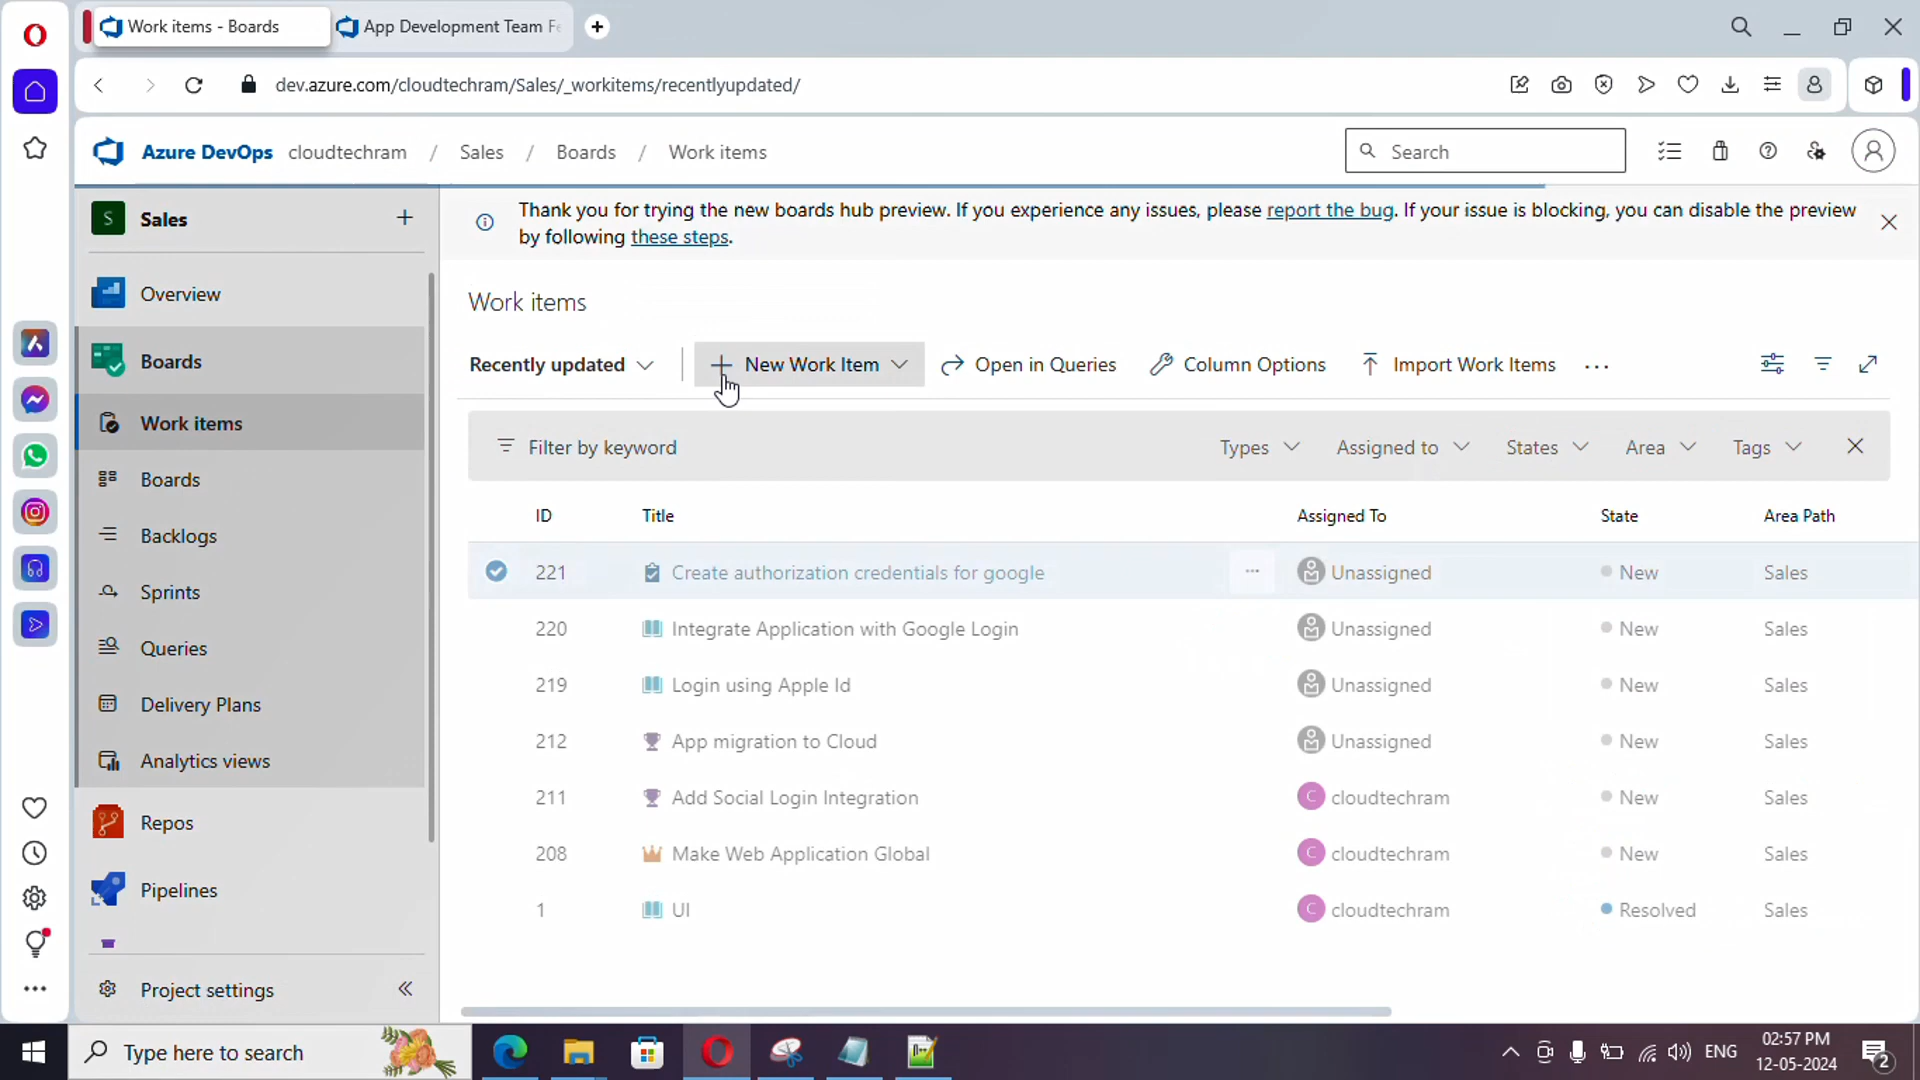 Work items - Boards
App Development Team Fe
dev.azure.com/cloudtechram/Sales/_workitems/recentlyupdated/
Azure DevOps cloudtechram / Sales / Boards / Work items
Search
S Sales
Thank you for trying the new boards hub preview. If you experience any issues, please report the bug. If your issue is blocking, you can disable the preview
by following these steps.
Overview
Boards
Work items
Boards
Backlogs
Sprints
Queries
Delivery Plans
Analytics views
Repos
Pipelines
Project settings
Work items
Recently updated New Work Item Open in Queries Column Options Import Work Items
Filter by keyword Types Assigned to States Area Tags
ID Title Assigned To State Area Path
221 Create authorization credentials for google Unassigned New Sales
220 Integrate Application with Google Login Unassigned New Sales
219 Login using Apple Id Unassigned New Sales
212 App migration to Cloud Unassigned New Sales
211 Add Social Login Integration C cloudtechram New Sales
208 Make Web Application Global C cloudtechram New Sales
1 UI C cloudtechram Resolved Sales
Type here to search
ENG
02:57 PM
12-05-2024
2